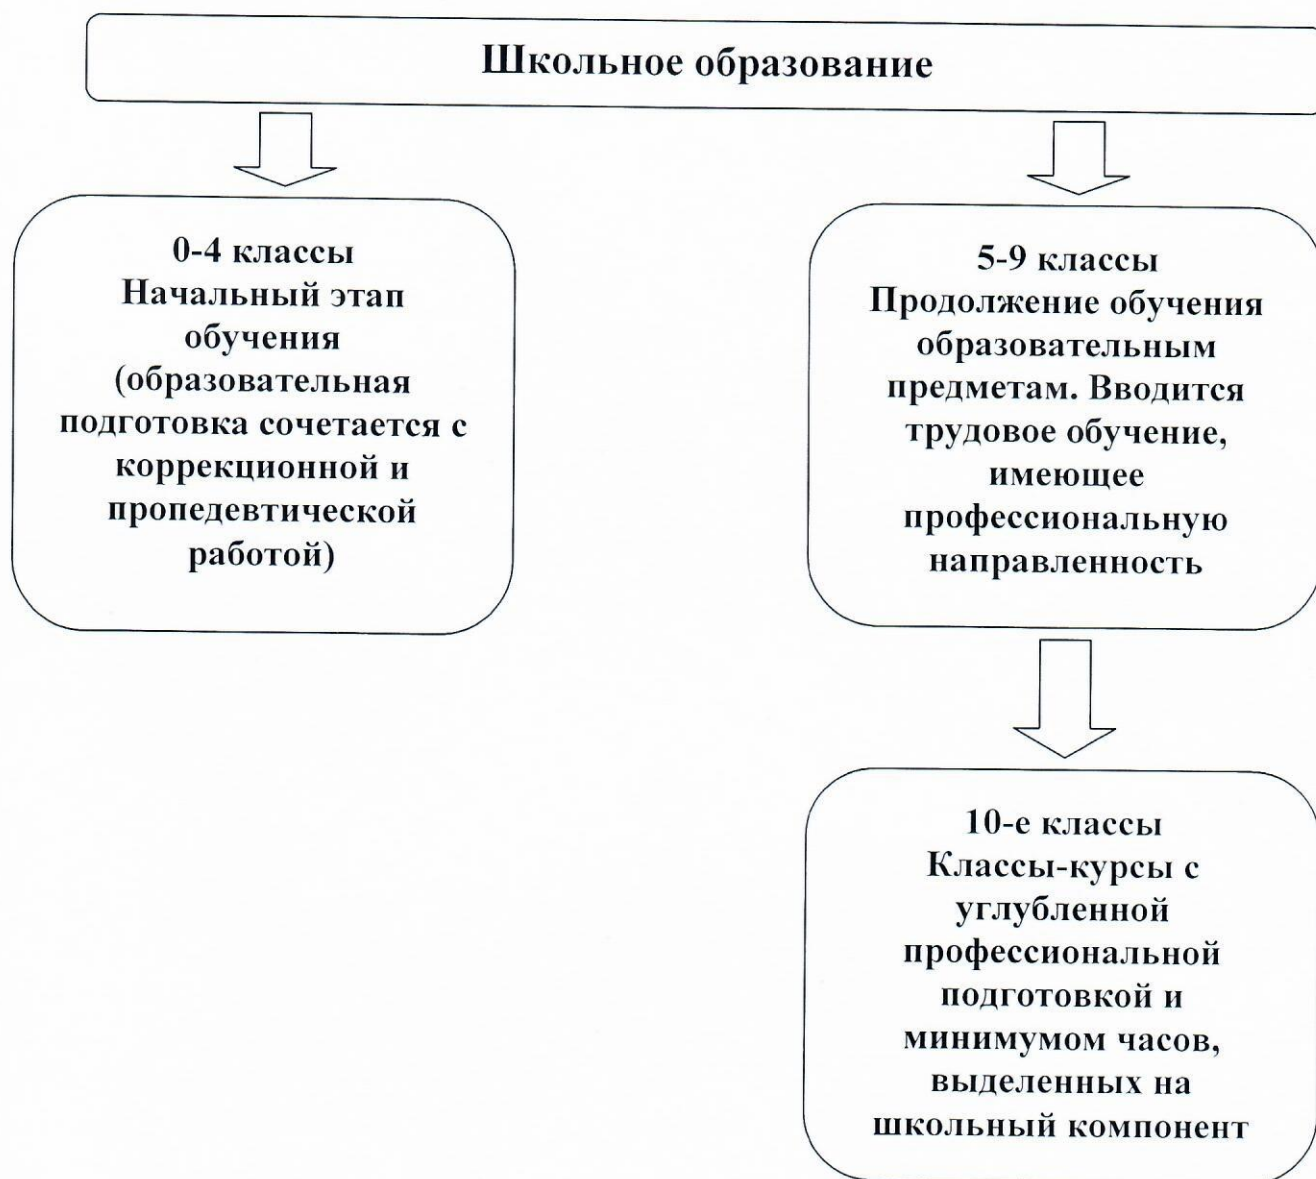 Школьное образование
0-4 классы
Начальный этап
обучения
(образовательная
подготовка сочетается с
коррекционной и
пропедевтической
работой)
5-9 классы
Продолжение обучения
образовательным
предметам. Вводится
трудовое обучение,
имеющее
профессиональную
направленность
10-е классы
Классы-курсы с
углубленной
профессиональной
подготовкой и
минимумом часов,
выделенных на
школьный компонент